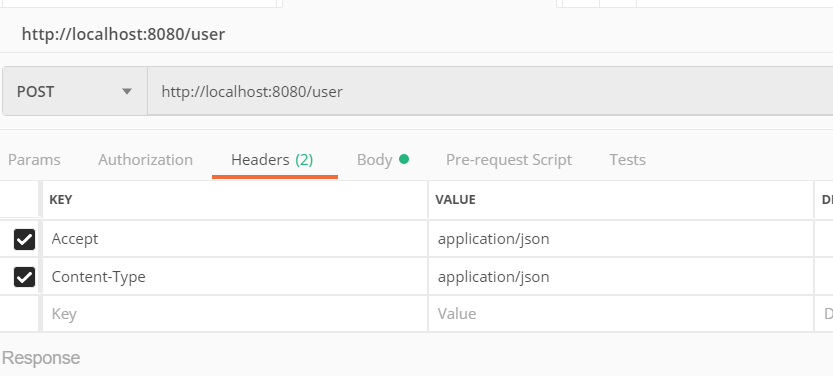 http://localhost:8080/user
POST http://localhost:8080/user
Params Authorization Headers (2) Body Pre-request Script Tests
KEY VALUE
Accept application/json
Content-Type application/json
Key Value
Response